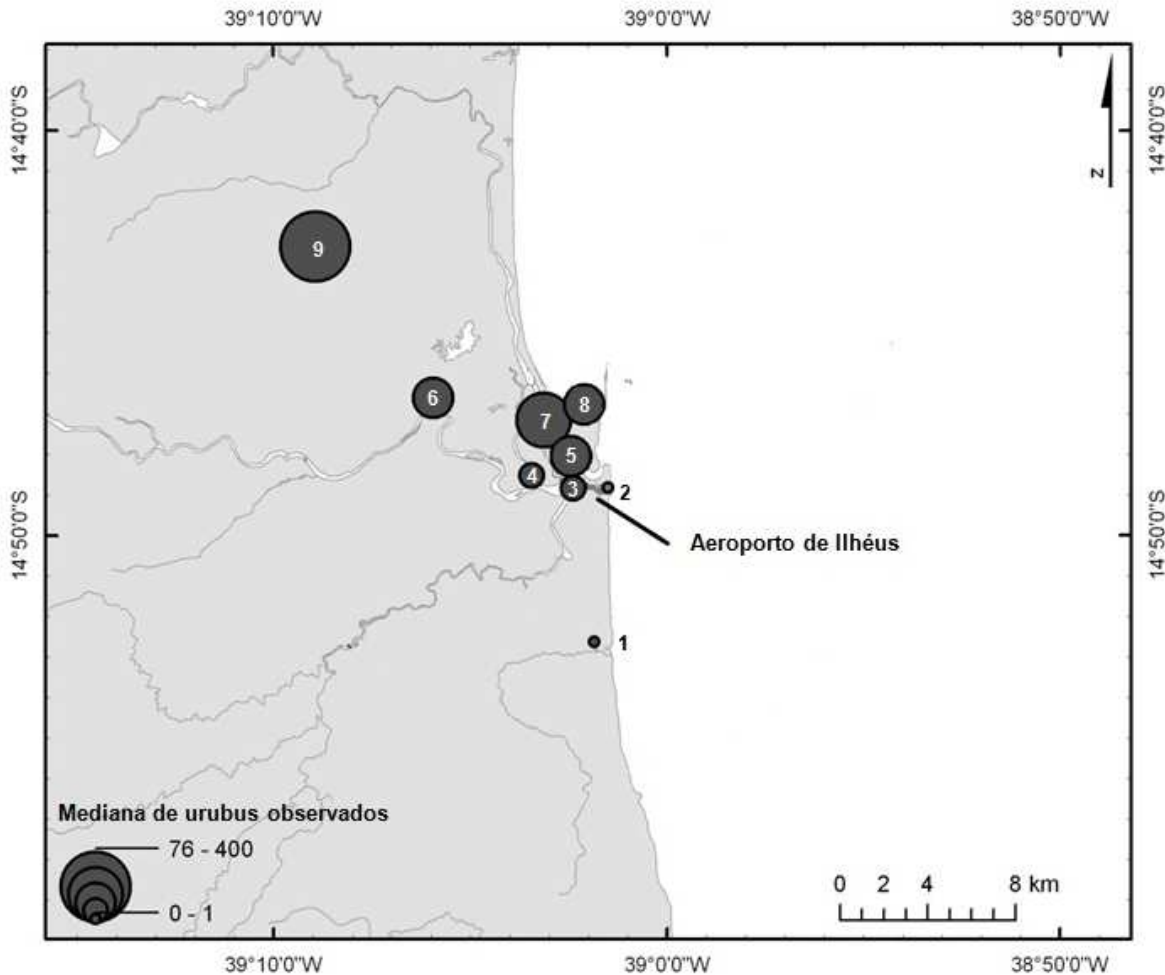 39°10'0"W 39°0'0"W 38°50'0"W
14°40'0"S 14°40'0"S
z
9
6
8
7
5
4
3
2
14°50'0"S 14°50'0"S
Aeroporto de Ilhéus
1
Mediana de urubus observados
76 - 400
0 - 1
0 2 4 8 km
39°10'0"W 39°0'0"W 38°50'0"W